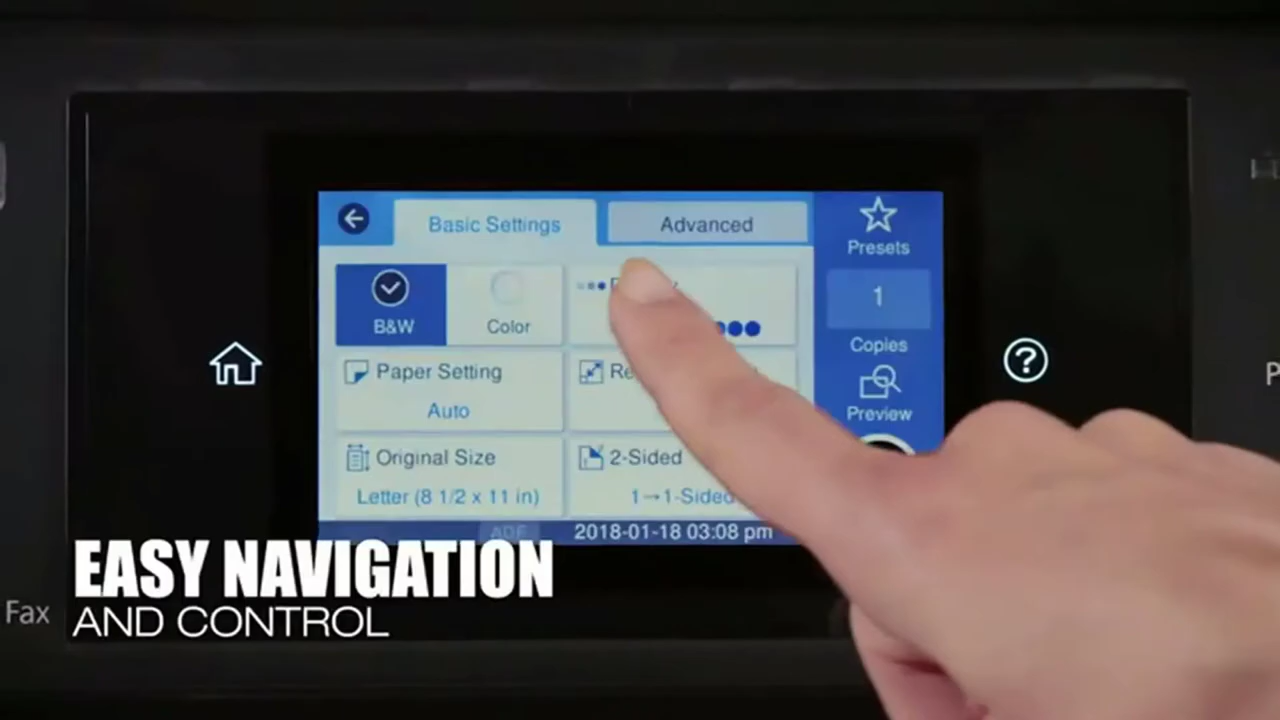 Basic Settings
Advanced
Presets
B&W
Color
1
Copies
Paper Setting
Auto
Preview
Original Size
Letter (8 1/2 x 11 in)
2-Sided
1→1-Sided
ADF
2018-01-18 03:08 pm
EASY NAVIGATION
AND CONTROL
Fax